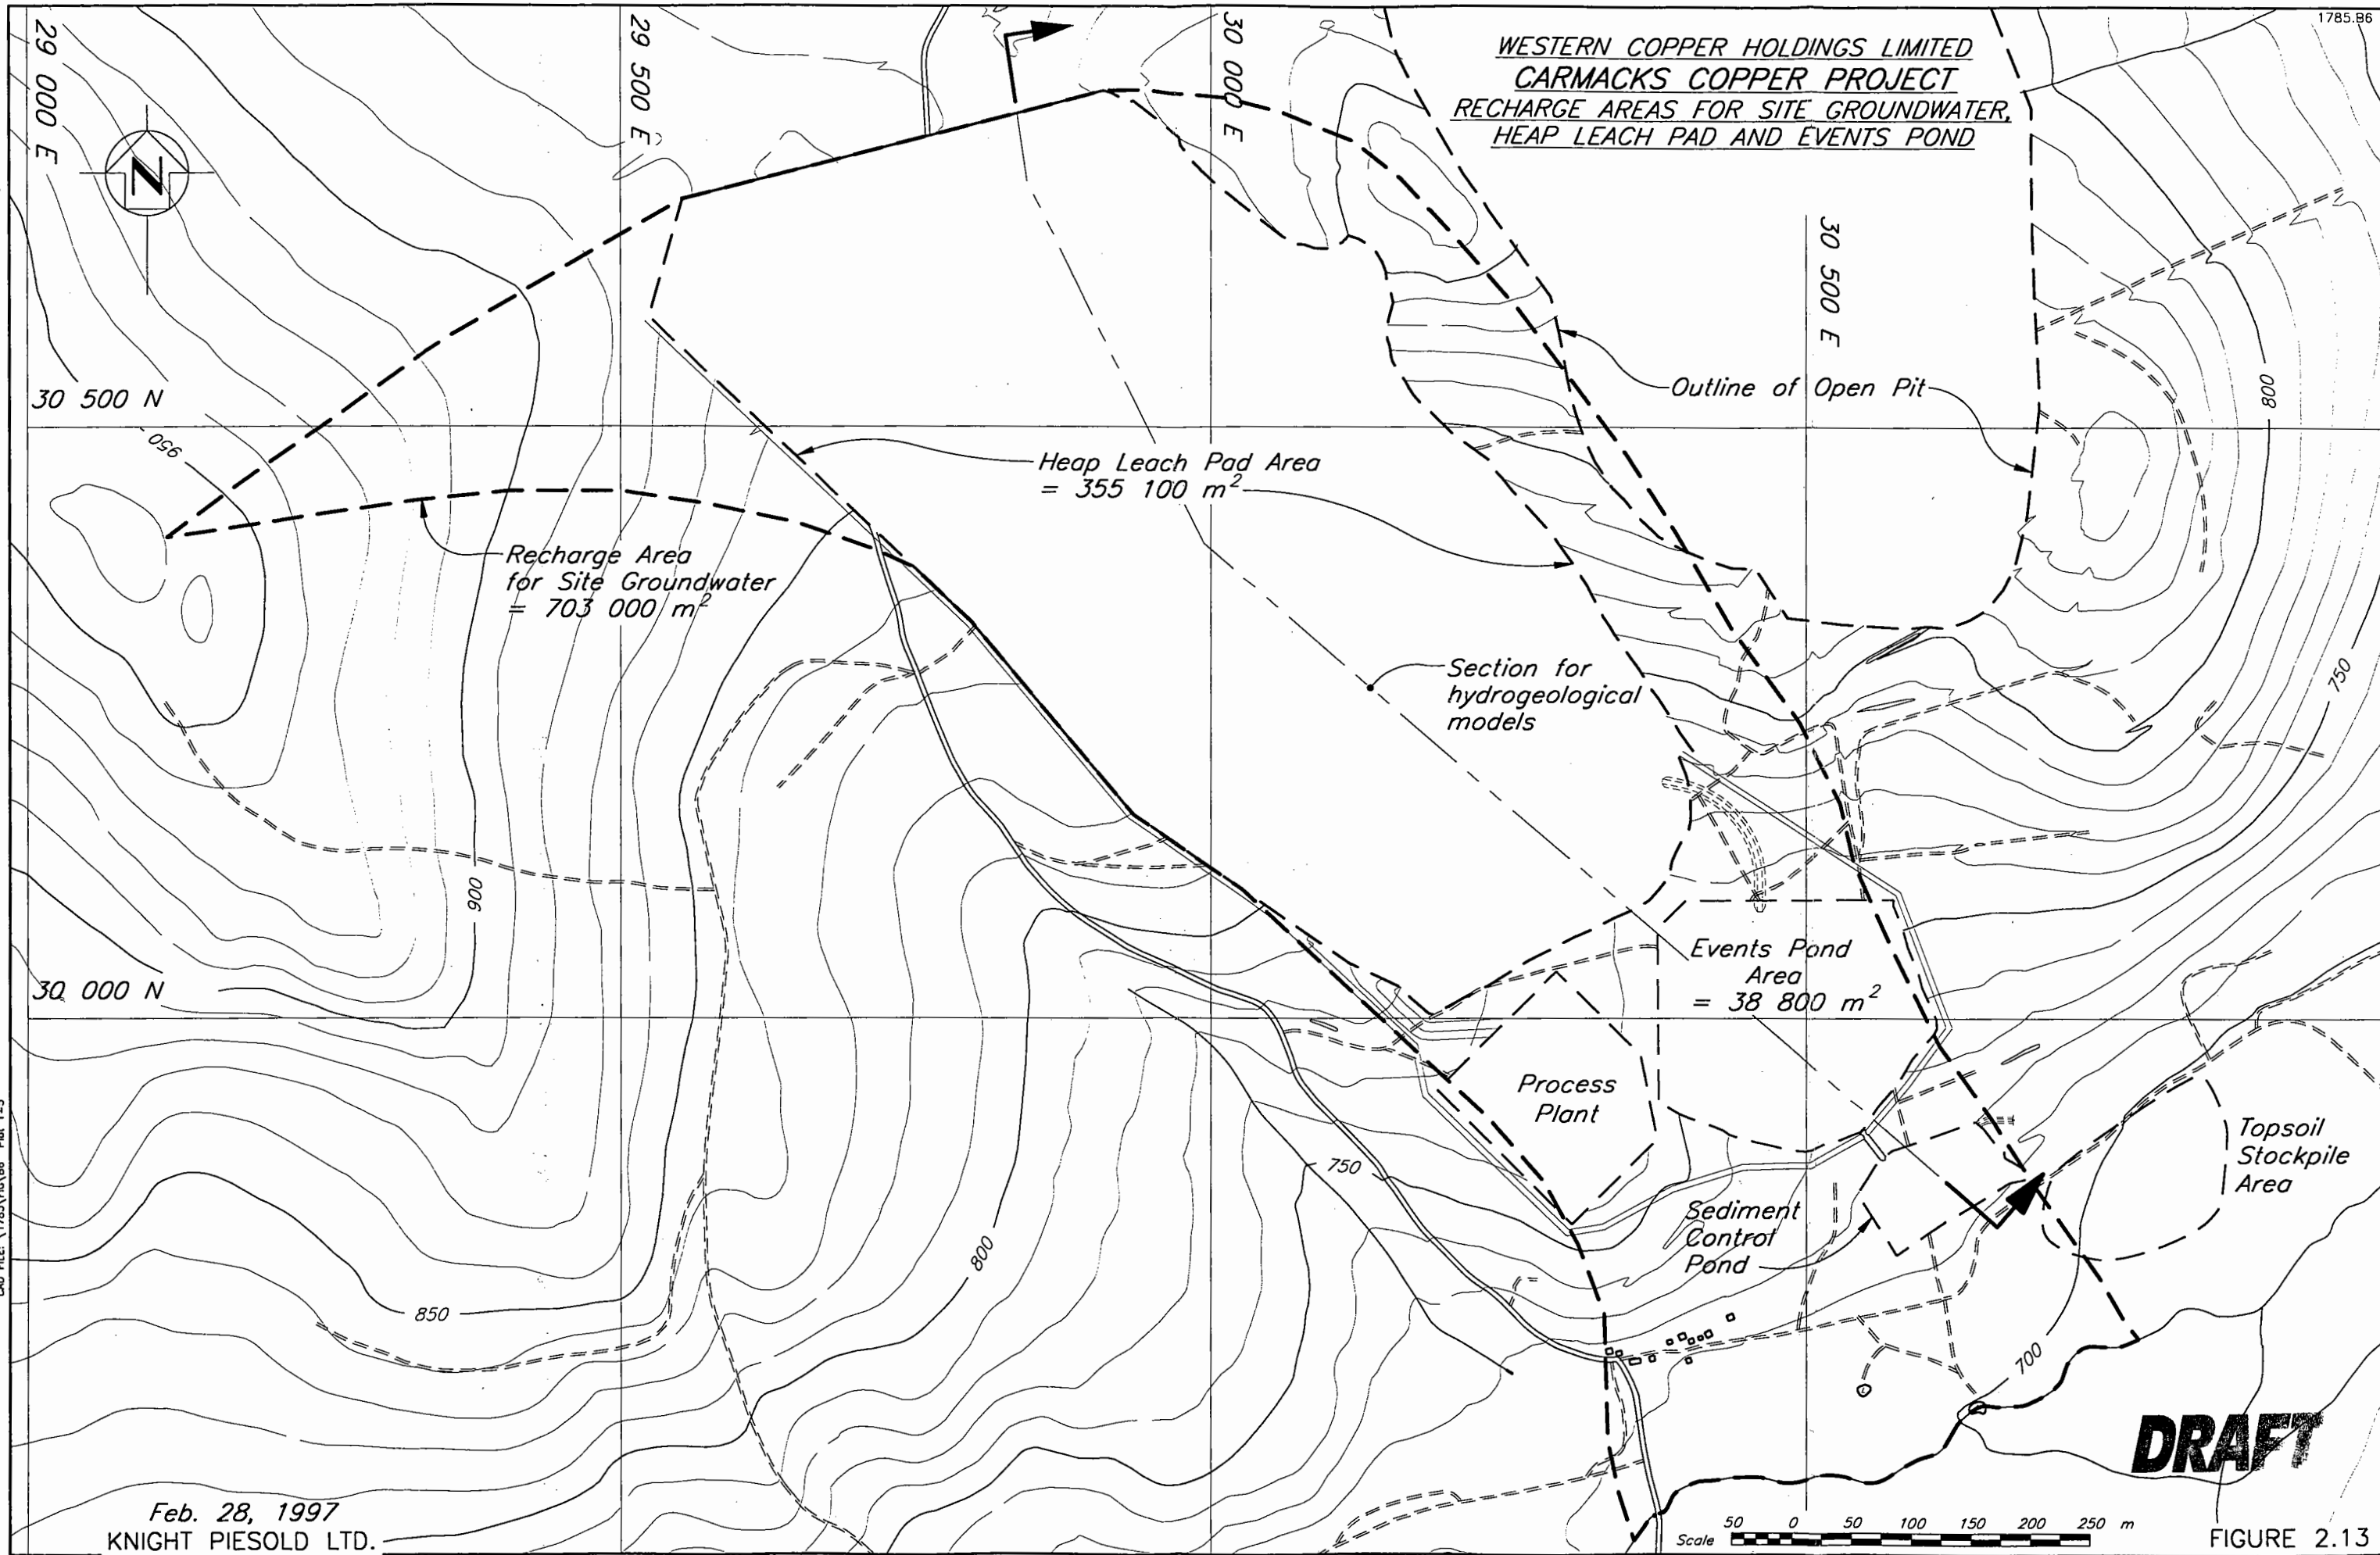 1785.B6
WESTERN COPPER HOLDINGS LIMITED
CARMACKS COPPER PROJECT
RECHARGE AREAS FOR SITE GROUNDWATER,
HEAP LEACH PAD AND EVENTS POND
29 000 E
29 500 E
30 000 E
30 500 E
N
30 500 N
950
Outline of Open Pit
800
Heap Leach Pad Area
= 355 100 m²
Recharge Area
for Site Groundwater
= 703 000 m²
Section for
hydrogeological
models
750
900
30 000 N
Events Pond
Area
= 38 800 m²
Process
Plant
Topsoil
Stockpile
Area
750
Sediment
Control
Pond
800
850
700
DRAFT
Feb. 28, 1997
KNIGHT PIESOLD LTD.
Scale
50 0 50 100 150 200 250 m
FIGURE 2.13